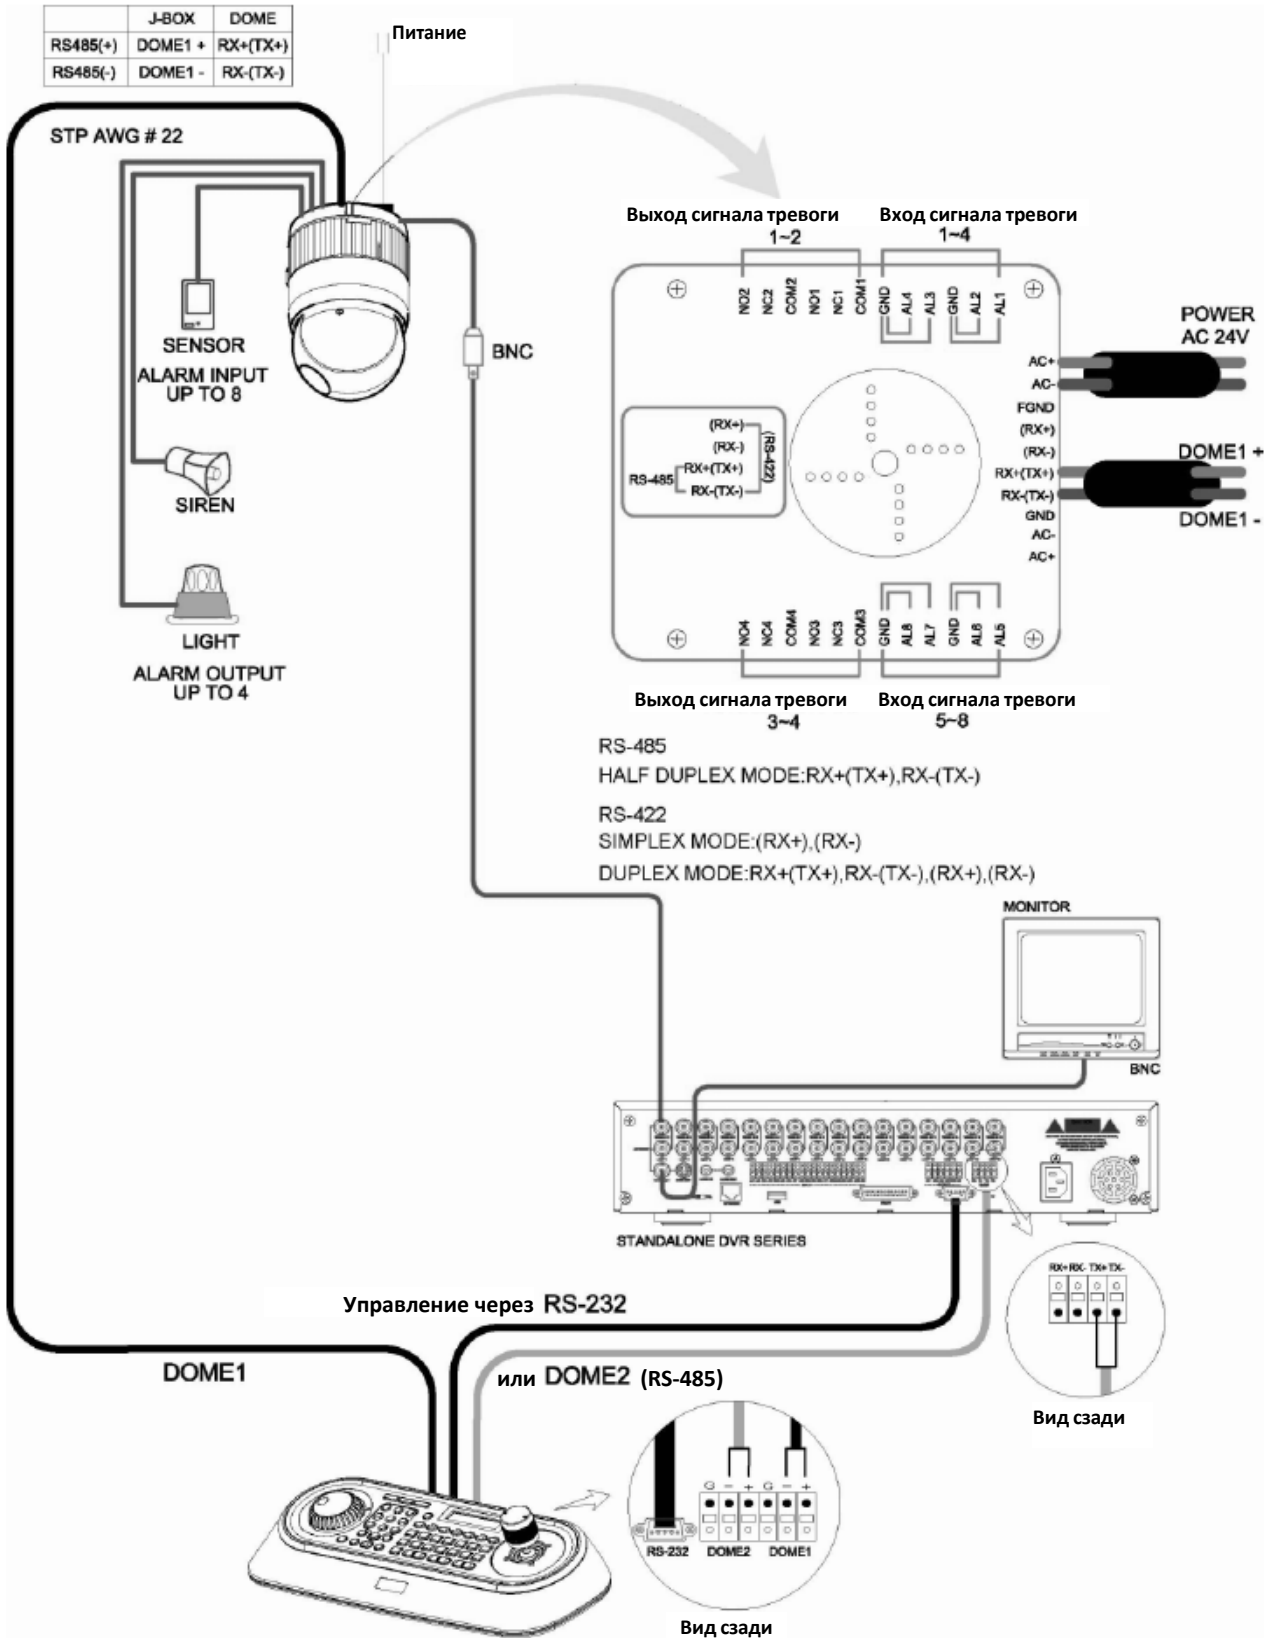 J-BOX DOME
RS485(+) DOME1 + RX+(TX+)
RS485(-) DOME1 - RX-(TX-)
Питание
STP AWG # 22
SENSOR
ALARM INPUT
UP TO 8
SIREN
LIGHT
ALARM OUTPUT
UP TO 4
BNC
Выход сигнала тревоги
1~2
Вход сигнала тревоги
1~4
NO2 NC2 COM2 NO1 NC1 COM1 GND AL4 AL3 GND AL2 AL1
POWER
AC 24V
AC+
AC-
FGND
(RX+)
(RX-)
RX+(TX+)
RX-(TX-)
GND
AC-
AC+
DOME1 +
DOME1 -
(RX+)
(RX-)
RX+(TX+)
RX-(TX-)
RS-485
(RS-422)
NO4 NC4 COM4 NO3 NC3 COM3 GND AL8 AL7 GND AL6 AL5
Выход сигнала тревоги
3~4
Вход сигнала тревоги
5~8
RS-485
HALF DUPLEX MODE:RX+(TX+),RX-(TX-)
RS-422
SIMPLEX MODE:(RX+),(RX-)
DUPLEX MODE:RX+(TX+),RX-(TX-),(RX+),(RX-)
MONITOR
BNC
STANDALONE DVR SERIES
RX+ RX- TX+ TX-
Вид сзади
Управление через RS-232
DOME1
или DOME2 (RS-485)
G - + G - +
RS-232 DOME2 DOME1
Вид сзади